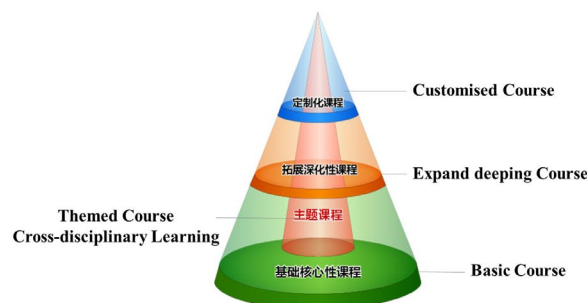 定制化课程
Customised Course
拓展深化性课程
Expand deeping Course
Themed Course
Cross-disciplinary Learning
主题课程
基础核心性课程
Basic Course